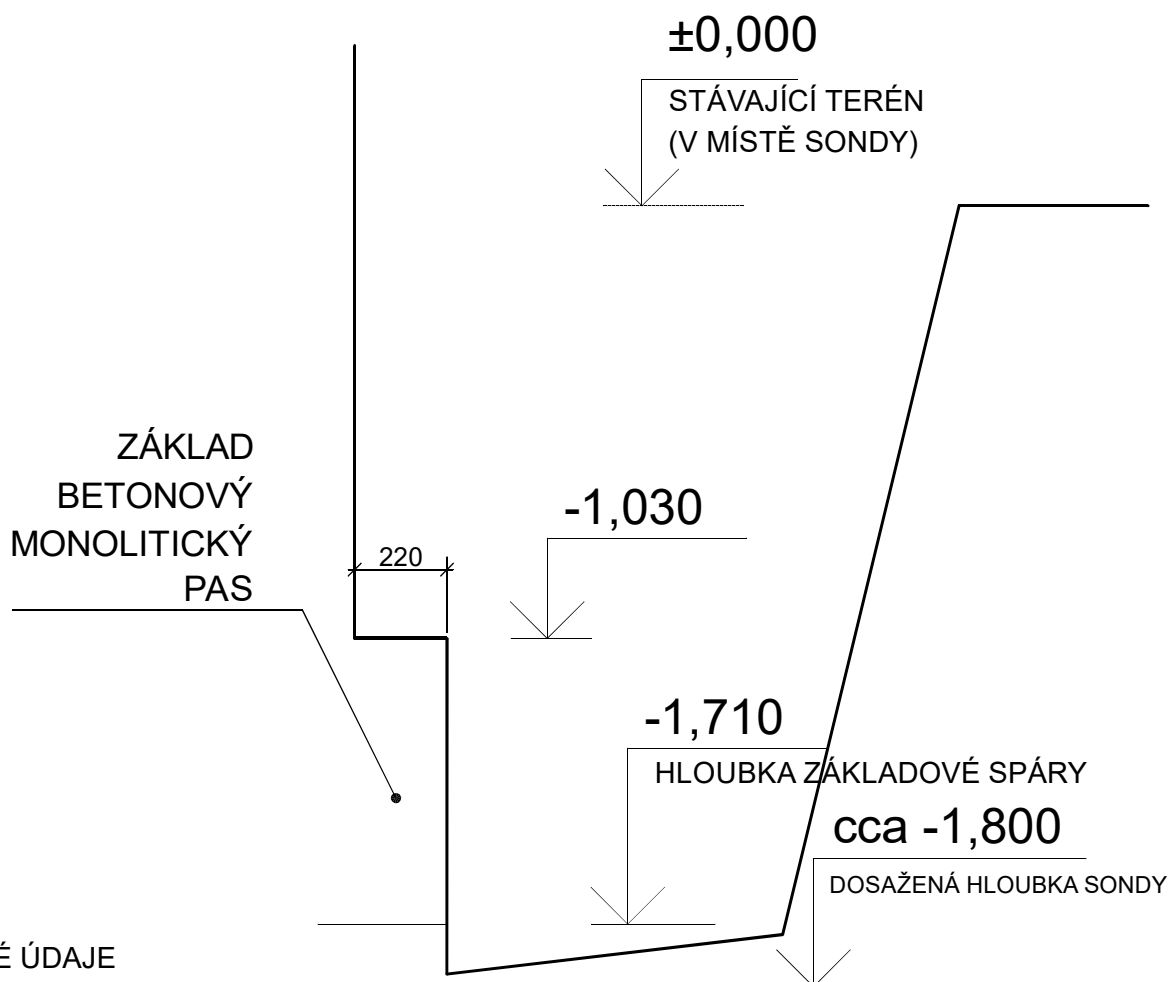 ±0,000
STÁVAJÍCÍ TERÉN
(V MÍSTĚ SONDY)
ZÁKLAD
BETONOVÝ
MONOLITICKÝ
PAS
-1,030
220
-1,710
HLOUBKA ZÁKLADOVÉ SPÁRY
cca -1,800
DOSAŽENÁ HLOUBKA SONDY
ÚDAJE